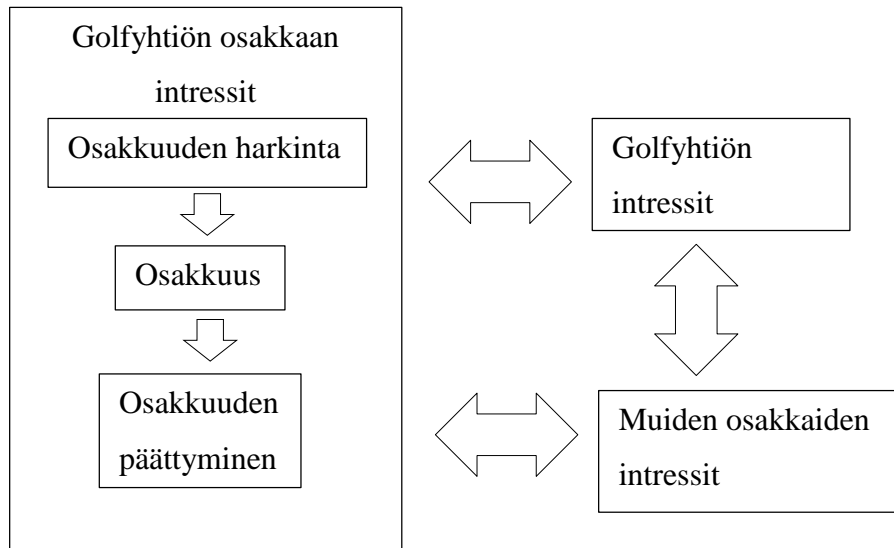 Golfyhtiön osakkaan
intressit
Osakkuuden harkinta
Osakkuus
Osakkuuden
päättyminen
Golfyhtiön
intressit
Muiden osakkaiden
intressit